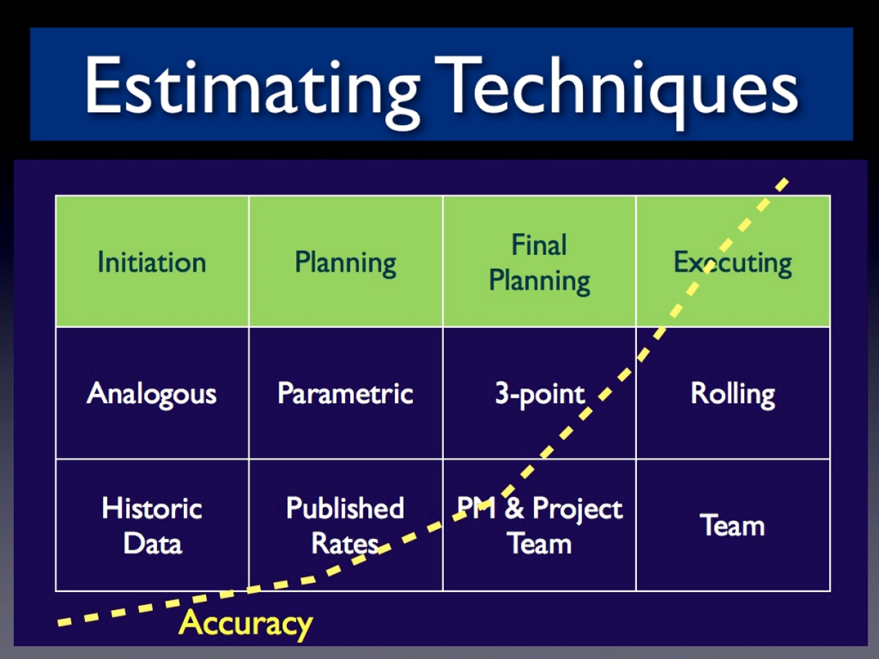 Estimating Techniques
Initiation
Planning
Final
Planning
Executing
Analogous
Parametric
3-point
Rolling
Historic
Data
Published
Rates
PM & Project
Team
Team
Accuracy